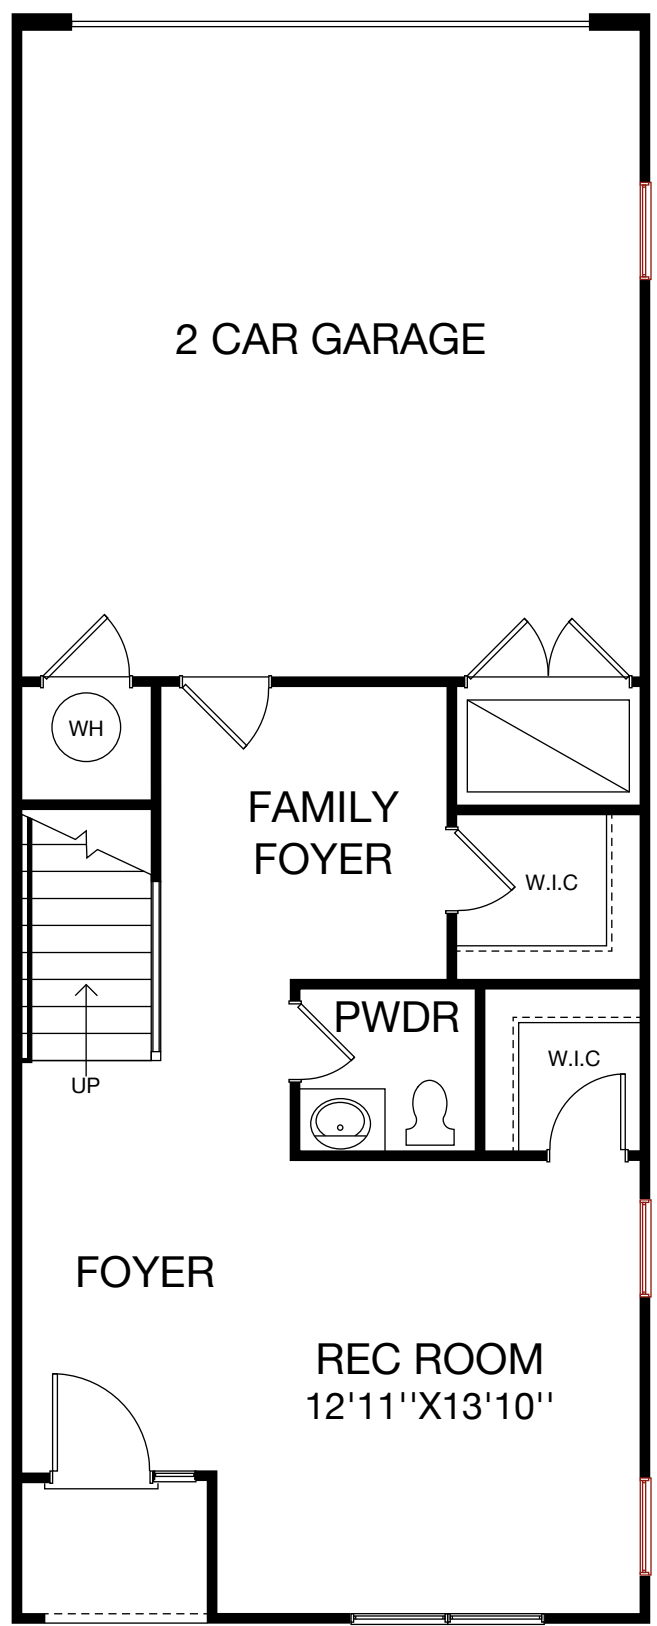 2 CAR GARAGE
WH
FAMILY
FOYER
W.I.C
PWDR
W.I.C
UP
FOYER
REC ROOM
12'11''X13'10''